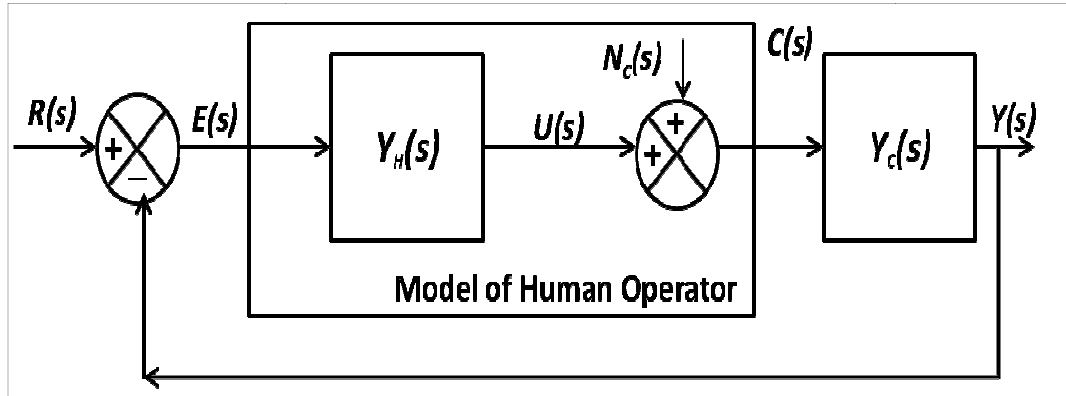 R(s)
+
−
E(s)
Y_H(s)
U(s)
N_c(s)
+
+
C(s)
Y_c(s)
Y(s)
Model of Human Operator